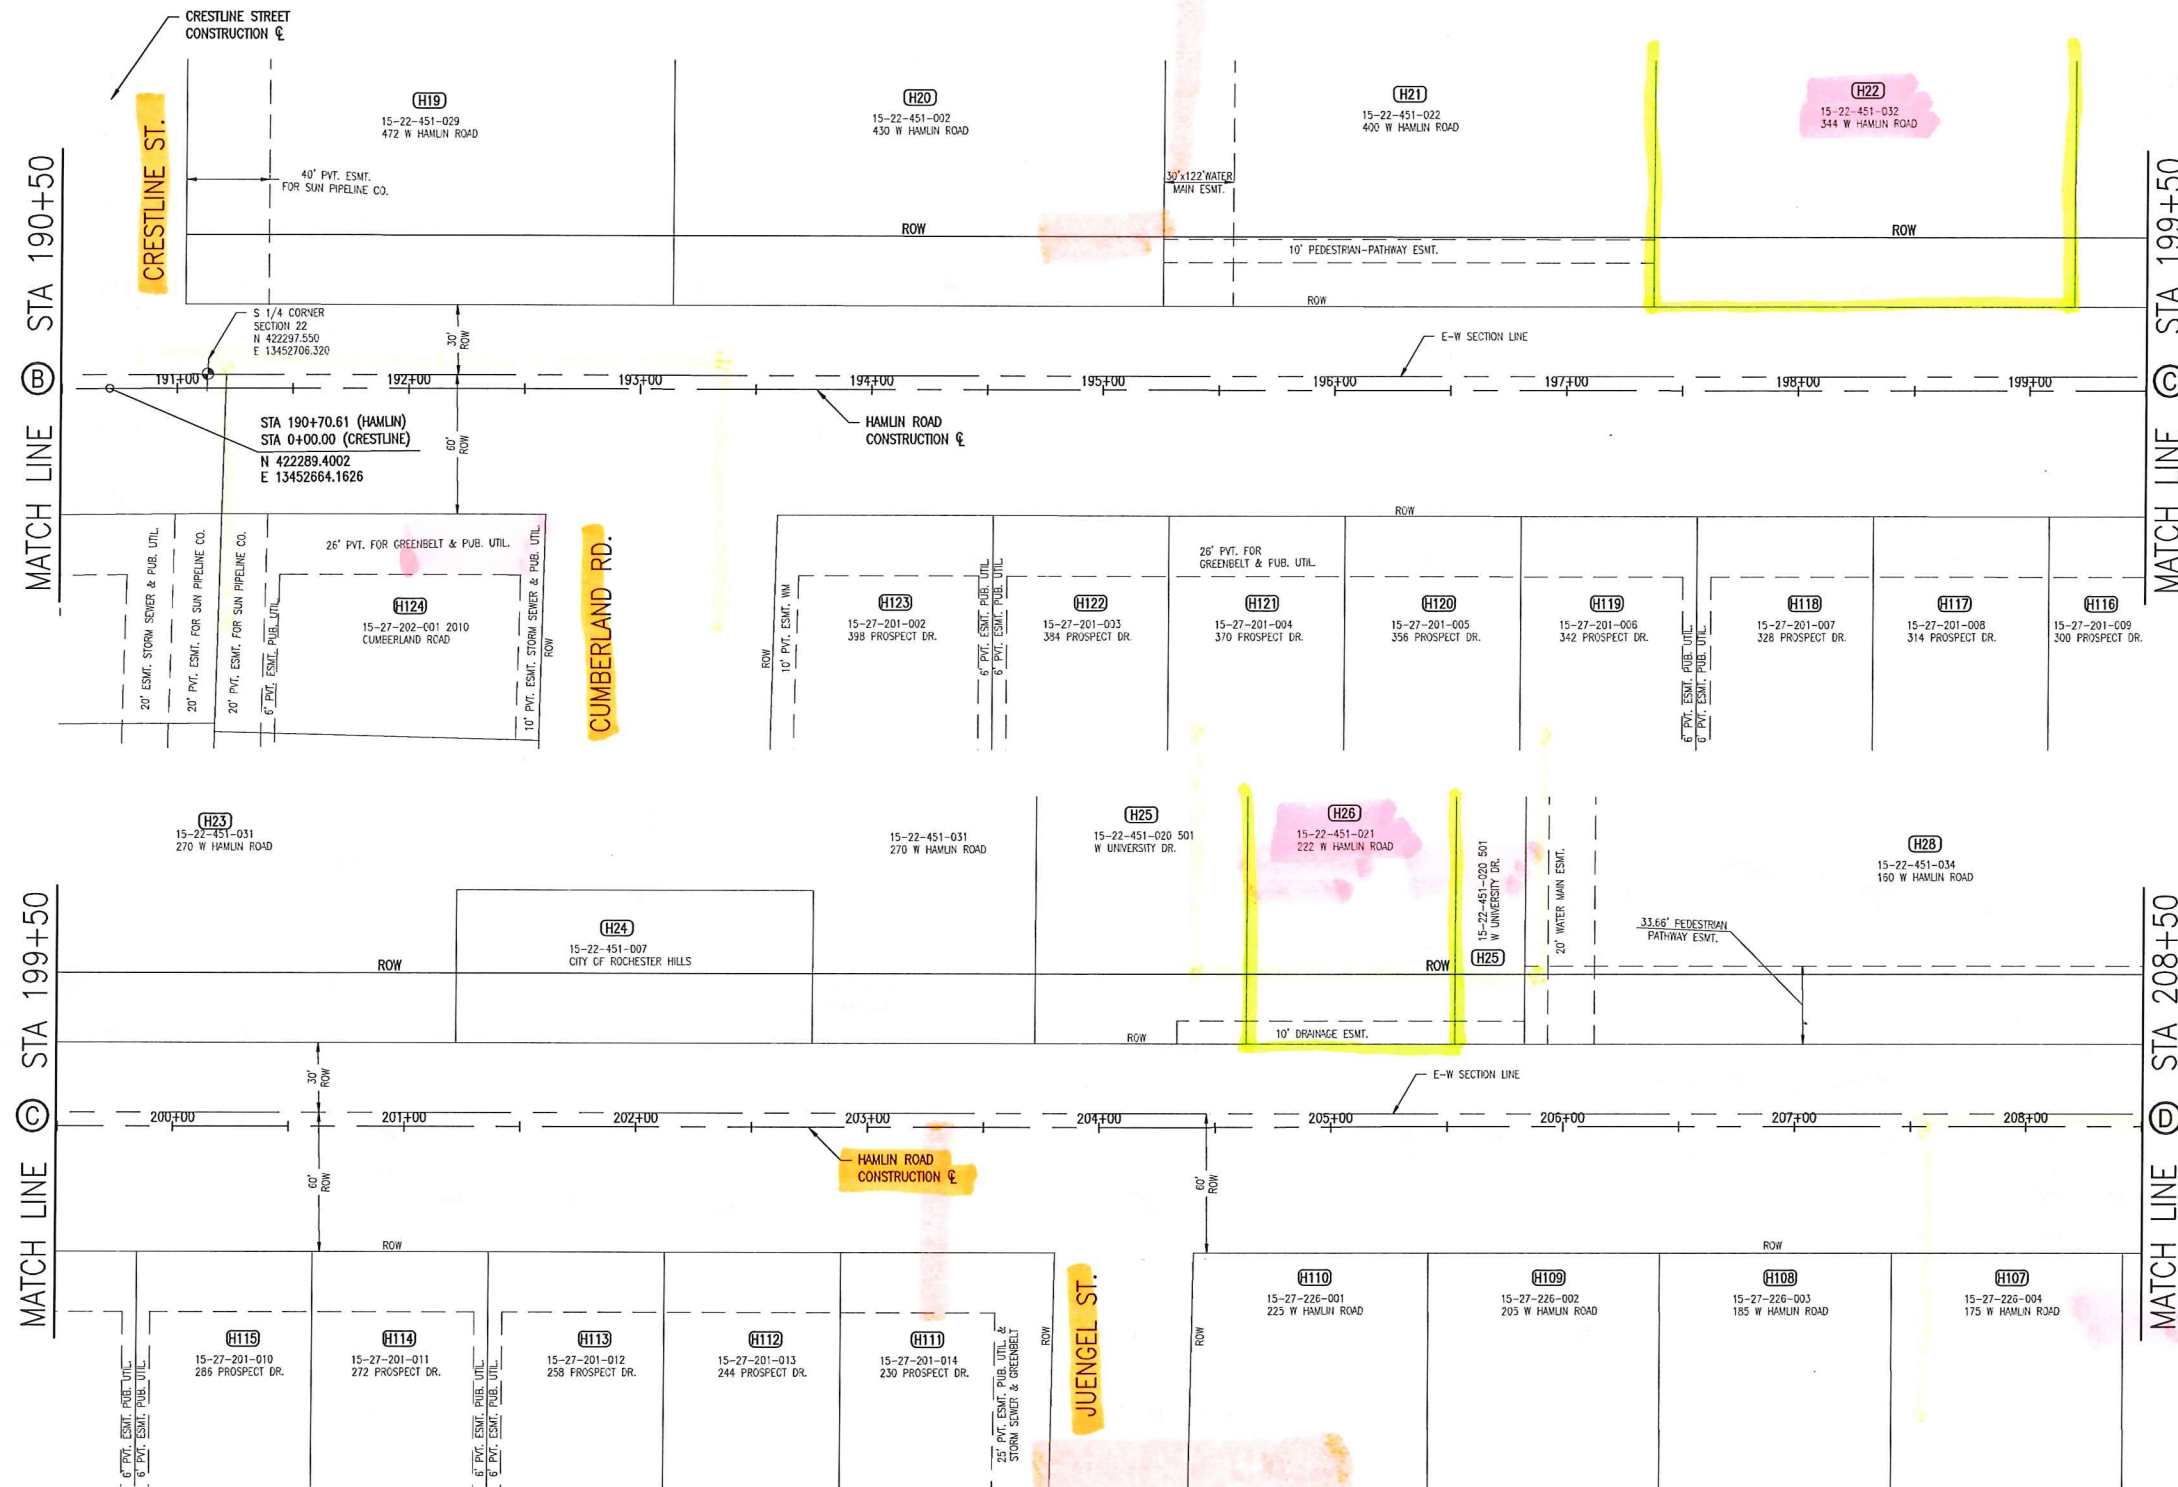 CRESTLINE STREET
CONSTRUCTION ℄
CRESTLINE ST.
H19
15-22-451-029
472 W HAMLIN ROAD
H20
15-22-451-002
430 W HAMLIN ROAD
H21
15-22-451-022
400 W HAMLIN ROAD
H22
15-22-451-032
344 W HAMLIN ROAD
40' PVT. ESMT.
FOR SUN PIPELINE CO.
30'x122'WATER
MAIN ESMT.
ROW
ROW
10' PEDESTRIAN-PATHWAY ESMT.
ROW
MATCH LINE B STA 190+50
MATCH LINE C STA 199+50
S 1/4 CORNER
SECTION 22
N 422297.550
E 13452706.320
30'
ROW
E-W SECTION LINE
191+00
192+00
193+00
194+00
195+00
196+00
197+00
198+00
199+00
STA 190+70.61 (HAMLIN)
STA 0+00.00 (CRESTLINE)
N 422289.4002
E 13452664.1626
60'
ROW
HAMLIN ROAD
CONSTRUCTION ℄
ROW
20' ESMT. STORM SEWER & PUB. UTIL.
20' PVT. ESMT. FOR SUN PIPELINE CO.
20' PVT. ESMT. FOR SUN PIPELINE CO.
6' PVT. ESMT. PUB. UTIL.
26' PVT. FOR GREENBELT & PUB. UTIL.
H124
15-27-202-001 2010
CUMBERLAND ROAD
10' PVT. ESMT. STORM SEWER & PUB. UTIL.
ROW
CUMBERLAND RD.
ROW
10' PVT. ESMT. WM
H123
15-27-201-002
398 PROSPECT DR.
6' PVT. ESMT. PUB. UTIL.
6' PVT. ESMT. PUB. UTIL.
H122
15-27-201-003
384 PROSPECT DR.
26' PVT. FOR
GREENBELT & PUB. UTIL.
H121
15-27-201-004
370 PROSPECT DR.
H120
15-27-201-005
356 PROSPECT DR.
H119
15-27-201-006
342 PROSPECT DR.
6' PVT. ESMT. PUB. UTIL.
6' PVT. ESMT. PUB. UTIL.
H118
15-27-201-007
328 PROSPECT DR.
H117
15-27-201-008
314 PROSPECT DR.
H116
15-27-201-009
300 PROSPECT DR.
H23
15-22-451-031
270 W HAMLIN ROAD
15-22-451-031
270 W HAMLIN ROAD
H25
15-22-451-020 501
W UNIVERSITY DR.
H26
15-22-451-021
222 W HAMLIN ROAD
15-22-451-020 501
W UNIVERSITY DR.
H25
20' WATER MAIN ESMT.
H28
15-22-451-034
160 W HAMLIN ROAD
33.66' PEDESTRIAN
PATHWAY ESMT.
H24
15-22-451-007
CITY OF ROCHESTER HILLS
ROW
ROW
10' DRAINAGE ESMT.
ROW
MATCH LINE C STA 199+50
MATCH LINE D STA 208+50
30'
ROW
E-W SECTION LINE
200+00
201+00
202+00
203+00
204+00
205+00
206+00
207+00
208+00
HAMLIN ROAD
CONSTRUCTION ℄
60'
ROW
60'
ROW
ROW
ROW
6' PVT. ESMT. PUB. UTIL.
6' PVT. ESMT. PUB. UTIL.
H115
15-27-201-010
286 PROSPECT DR.
H114
15-27-201-011
272 PROSPECT DR.
6' PVT. ESMT. PUB. UTIL.
6' PVT. ESMT. PUB. UTIL.
H113
15-27-201-012
258 PROSPECT DR.
H112
15-27-201-013
244 PROSPECT DR.
H111
15-27-201-014
230 PROSPECT DR.
25' PVT. ESMT. PUB. UTIL. &
STORM SEWER & GREENBELT
ROW
JUENGEL ST.
ROW
H110
15-27-226-001
225 W HAMLIN ROAD
H109
15-27-226-002
205 W HAMLIN ROAD
H108
15-27-226-003
185 W HAMLIN ROAD
H107
15-27-226-004
175 W HAMLIN ROAD